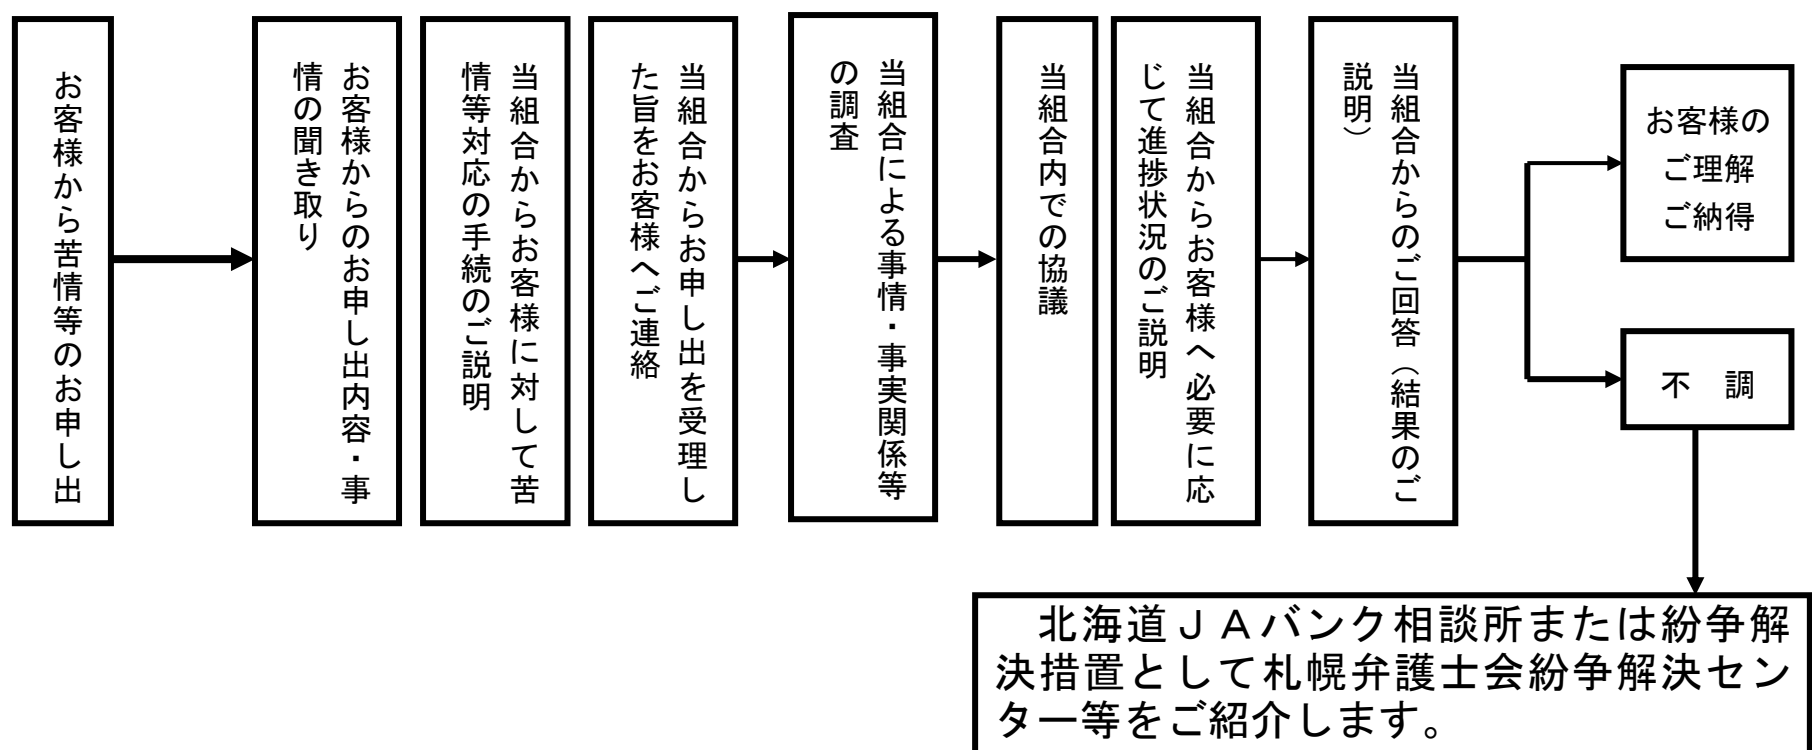 お客様から苦情等のお申し出
お客様からのお申し出内容・事
情の聞き取り
当組合からお客様に対して苦
情等対応の手続のご説明
当組合からお申し出を受理し
た旨をお客様へご連絡
当組合による事情・事実関係等
の調査
当組合内での協議
当組合からお客様へ必要に応
じて進捗状況のご説明
当組合からのご回答（結果のご
説明）
お客様の
ご理解
ご納得
不　調
北海道ＪＡバンク相談所または紛争解
決措置として札幌弁護士会紛争解決セン
ター等をご紹介します。